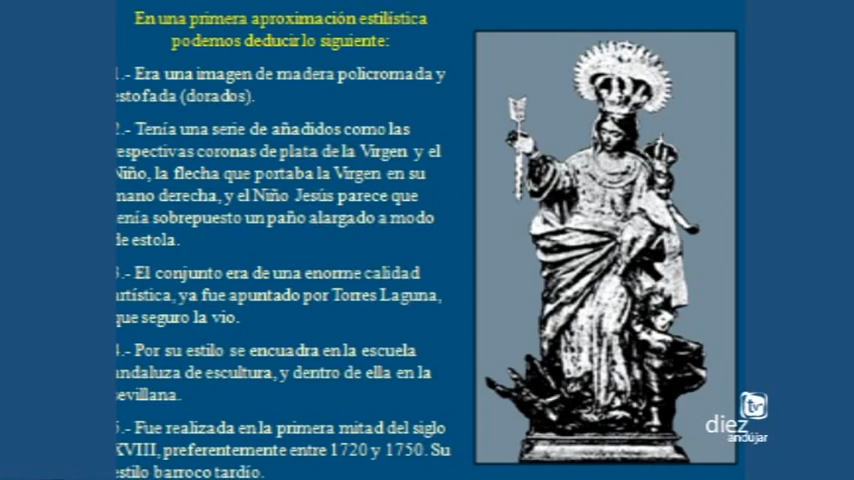 En una primera aproximación estilística
podemos deducir lo siguiente:
1.- Era una imagen de madera policromada y
estofada (dorados).
2.- Tenía una serie de añadidos como las
respectivas coronas de plata de la Virgen y el
Niño, la flecha que portaba la Virgen en su
mano derecha, y el Niño Jesús parece que
tenía sobrepuesto un paño alargado a modo
de estola.
3.- El conjunto era de una enorme calidad
artística, ya fue apuntado por Torres Laguna,
que seguro la vio.
4.- Por su estilo se encuadra en la escuela
andaluza de escultura, y dentro de ella en la
sevillana.
5.- Fue realizada en la primera mitad del siglo
XVIII, preferentemente entre 1720 y 1750. Su
estilo barroco tardío.
tv
diez
andújar